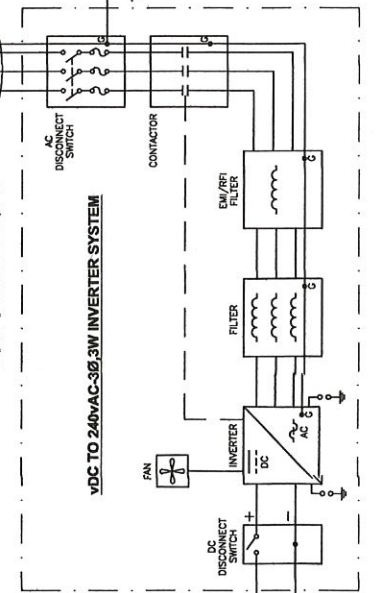 G
G
AC
DISCONNECT
SWITCH
CONTACTOR
vDC TO 240vAC-3Ø,3W INVERTER SYSTEM
EMI/RFI
FILTER
G
FILTER
G
FAN
INVERTER
DC
AC
G
DC
DISCONNECT
SWITCH
+
−